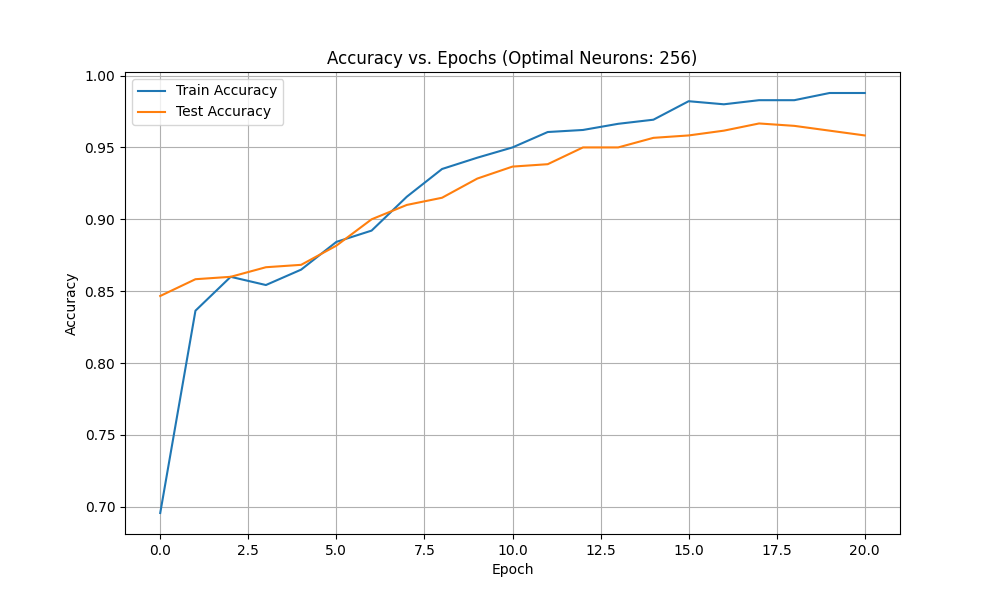 Accuracy vs. Epochs (Optimal Neurons: 256)
Train Accuracy
Test Accuracy
1.00
0.95
0.90
0.85
0.80
0.75
0.70
Accuracy
0.0 2.5 5.0 7.5 10.0 12.5 15.0 17.5 20.0
Epoch